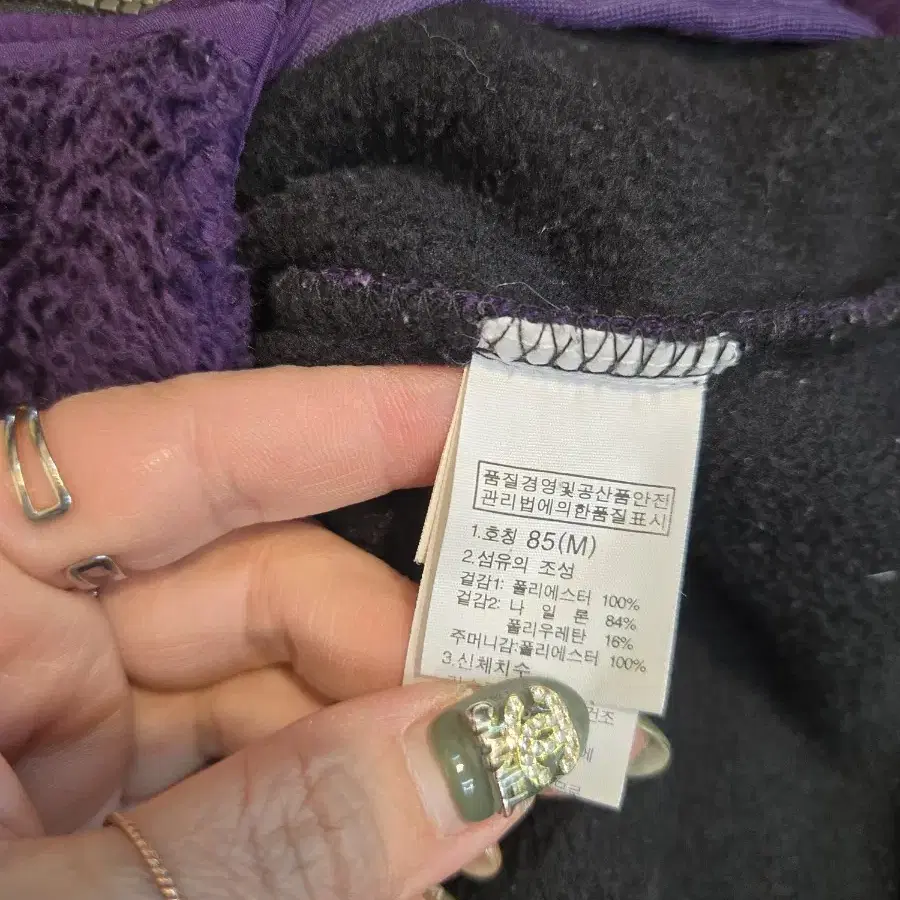 품질경영및공산품안전
관리법에의한품질표시
1.호칭 85(M)
2.섬유의 조성
겉감1: 폴리에스터 100%
겉감2: 나 일 론 84%
폴리우레탄 16%
주머니감:폴리에스터 100%
3.신체치수